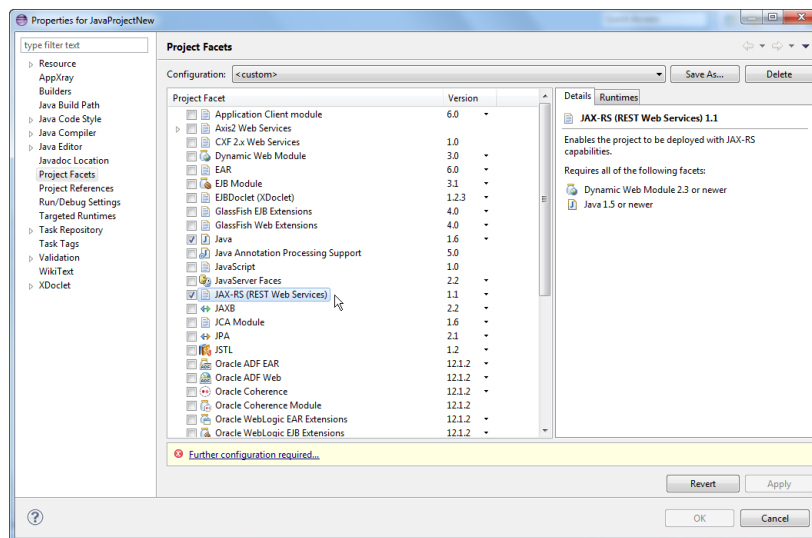 Properties for JavaProjectNew
type filter text
Resource
AppXray
Builders
Java Build Path
Java Code Style
Java Compiler
Java Editor
Javadoc Location
Project Facets
Project References
Run/Debug Settings
Targeted Runtimes
Task Repository
Task Tags
Validation
WikiText
XDoclet
Project Facets
Configuration: <custom> Save As... Delete
Project Facet Version
Application Client module 6.0
Axis2 Web Services
CXF 2.x Web Services 1.0
Dynamic Web Module 3.0
EAR 6.0
EJB Module 3.1
EJBDoclet (XDoclet) 1.2.3
GlassFish EJB Extensions 4.0
GlassFish Web Extensions 4.0
Java 1.6
Java Annotation Processing Support 5.0
JavaScript 1.0
JavaServer Faces 2.2
JAX-RS (REST Web Services) 1.1
JAXB 2.2
JCA Module 1.6
JPA 2.1
JSTL 1.2
Oracle ADF EAR 12.1.2
Oracle ADF Web 12.1.2
Oracle Coherence 12.1.2
Oracle Coherence Module 12.1.2
Oracle WebLogic EAR Extensions 12.1.2
Oracle WebLogic EJB Extensions 12.1.2
Details Runtimes
JAX-RS (REST Web Services) 1.1
Enables the project to be deployed with JAX-RS
capabilities.
Requires all of the following facets:
Dynamic Web Module 2.3 or newer
Java 1.5 or newer
Further configuration required...
Revert Apply
OK Cancel